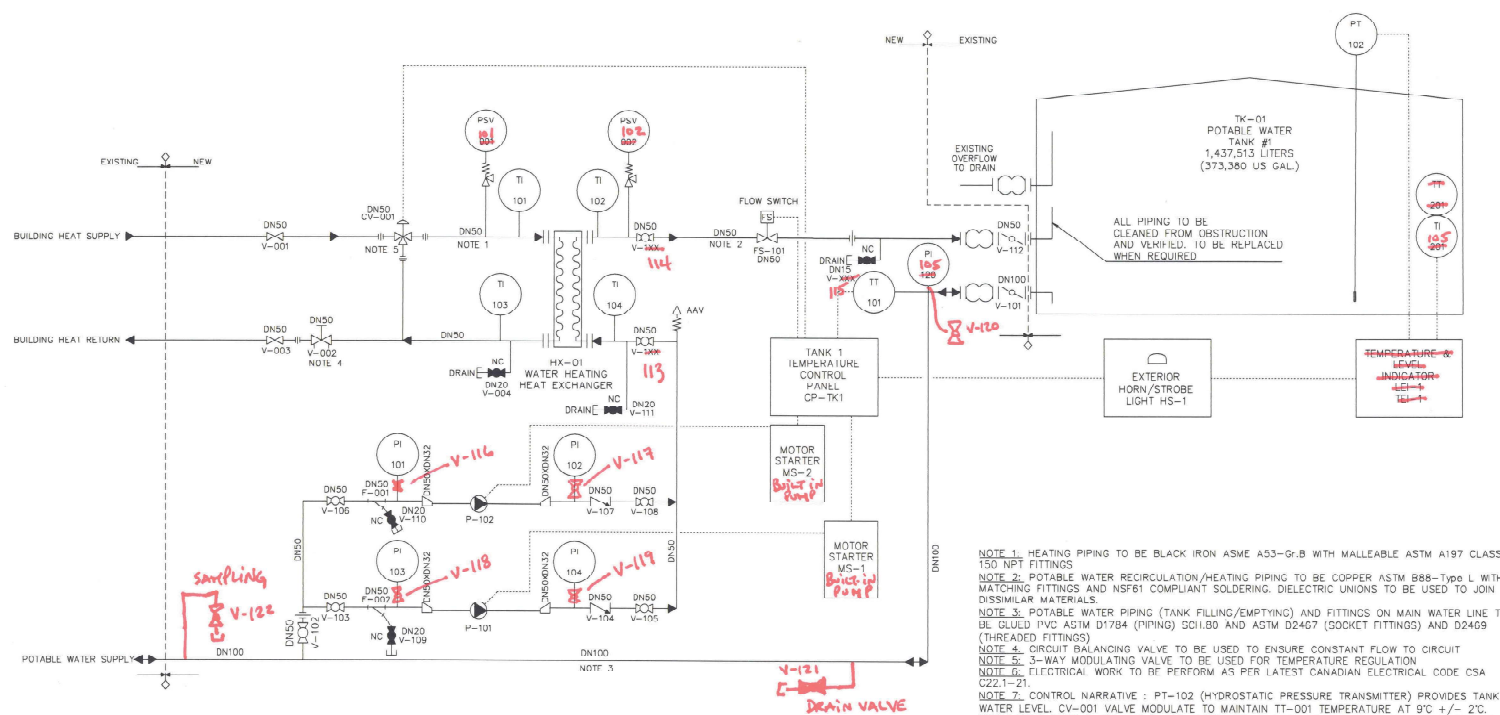 PT
102
NEW
EXISTING
TK-01
POTABLE WATER
TANK #1
1,437,513 LITERS
(373,380 US GAL.)
PSV
101
001
PSV
102
002
EXISTING
NEW
EXISTING
OVERFLOW
TO DRAIN
TI
101
TI
102
TT
201
TI
105
201
FLOW SWITCH
FS
DN50
CV-001
NOTE 5
DN50
V-001
BUILDING HEAT SUPPLY
DN50
NOTE 1
DN50
V-1XX
114
DN50
NOTE 2
FS-101
DN50
DN50
V-112
ALL PIPING TO BE
CLEANED FROM OBSTRUCTION
AND VERIFIED. TO BE REPLACED
WHEN REQUIRED
NC
DRAIN
DN15
V-XXX
115
TT
101
PI
105
120
DN100
V-101
V-120
TI
103
TI
104
AAV
BUILDING HEAT RETURN
DN50
V-003
DN50
V-002
NOTE 4
DN50
DN50
V-1XX
113
NC
DRAIN
DN20
V-004
HX-01
WATER HEATING
HEAT EXCHANGER
NC
DRAIN
DN20
V-111
TANK 1
TEMPERATURE
CONTROL
PANEL
CP-TK1
EXTERIOR
HORN/STROBE
LIGHT HS-1
TEMPERATURE &
LEVEL
INDICATOR
LEI-1
TEI-1
MOTOR
STARTER
MS-2
BUILT IN
PUMP
PI
101
V-116
DN50XDN32
DN50XDN32
PI
102
V-117
DN50
V-106
DN50
F-001
NC
DN20
V-110
P-102
DN50
V-107
DN50
V-108
MOTOR
STARTER
MS-1
BUILT-IN
PUMP
DN50
PI
103
V-118
DN50XDN32
DN50XDN32
PI
104
V-119
DN50
DN100
DN50
V-103
DN50
F-002
NC
DN20
V-109
P-101
DN50
V-104
DN50
V-105
SAMPLING
V-122
DN50
V-102
POTABLE WATER SUPPLY
DN100
DN100
NOTE 3
V-121
DRAIN VALVE
NOTE 1: HEATING PIPING TO BE BLACK IRON ASME A53-Gr.B WITH MALLEABLE ASTM A197 CLASS
150 NPT FITTINGS
NOTE 2: POTABLE WATER RECIRCULATION/HEATING PIPING TO BE COPPER ASTM B88-Type L WITH
MATCHING FITTINGS AND NSF61 COMPLIANT SOLDERING. DIELECTRIC UNIONS TO BE USED TO JOIN
DISSIMILAR MATERIALS.
NOTE 3: POTABLE WATER PIPING (TANK FILLING/EMPTYING) AND FITTINGS ON MAIN WATER LINE T
BE GLUED PVC ASTM D1784 (PIPING) SCH.80 AND ASTM D2467 (SOCKET FITTINGS) AND D2469
(THREADED FITTINGS)
NOTE 4. CIRCUIT BALANCING VALVE TO BE USED TO ENSURE CONSTANT FLOW TO CIRCUIT
NOTE 5: 3-WAY MODULATING VALVE TO BE USED FOR TEMPERATURE REGULATION
NOTE 6: ELECTRICAL WORK TO BE PERFORM AS PER LATEST CANADIAN ELECTRICAL CODE CSA
C22.1-21.
NOTE 7: CONTROL NARRATIVE : PT-102 (HYDROSTATIC PRESSURE TRANSMITTER) PROVIDES TANK
WATER LEVEL. CV-001 VALVE MODULATE TO MAINTAIN TT-001 TEMPERATURE AT 9°C +/- 2°C.